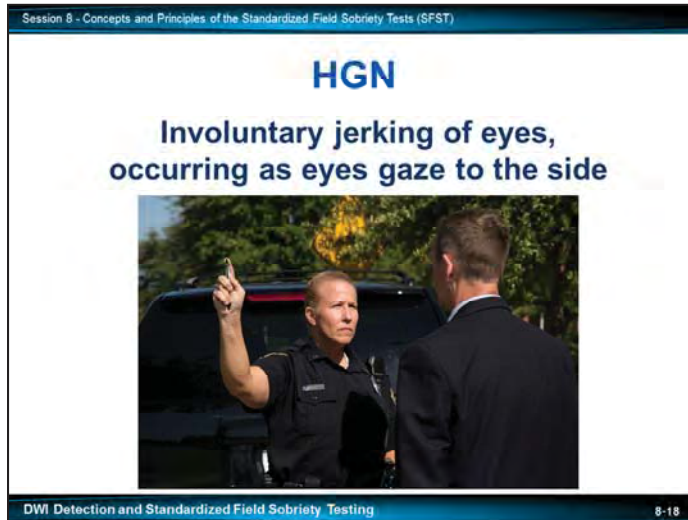 Session 8 - Concepts and Principles of the Standardized Field Sobriety Tests (SFST)
HGN
Involuntary jerking of eyes,
occurring as eyes gaze to the side
DWI Detection and Standardized Field Sobriety Testing
8-18